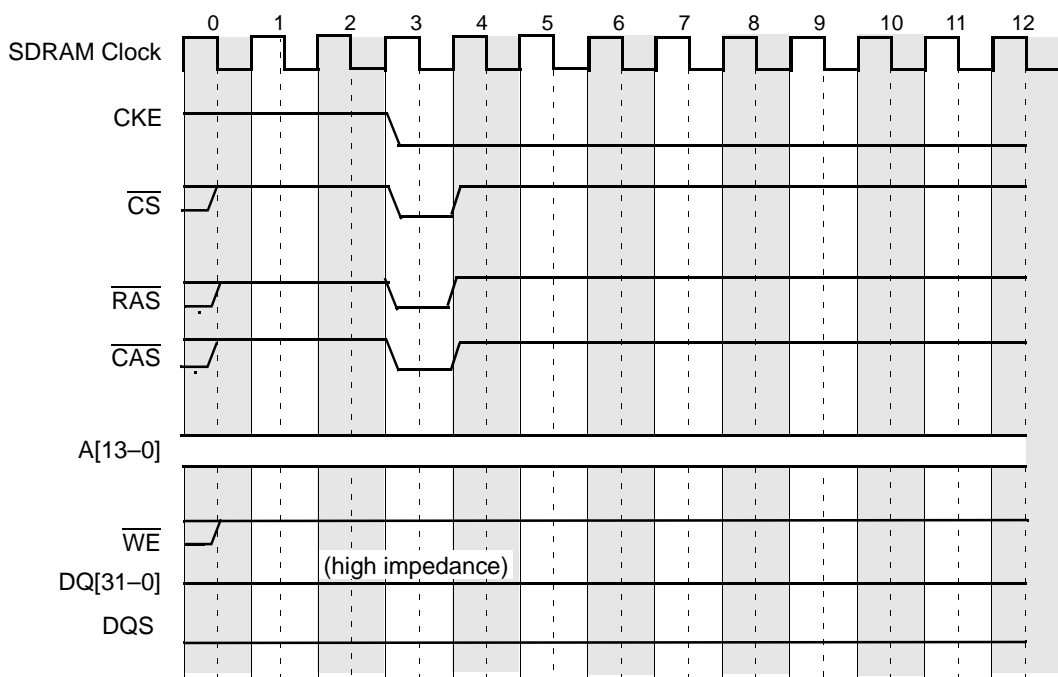 0 1 2 3 4 5 6 7 8 9 10 11 12
SDRAM Clock
CKE
CS
RAS
CAS
A[13–0]
WE
(high impedance)
DQ[31–0]
DQS